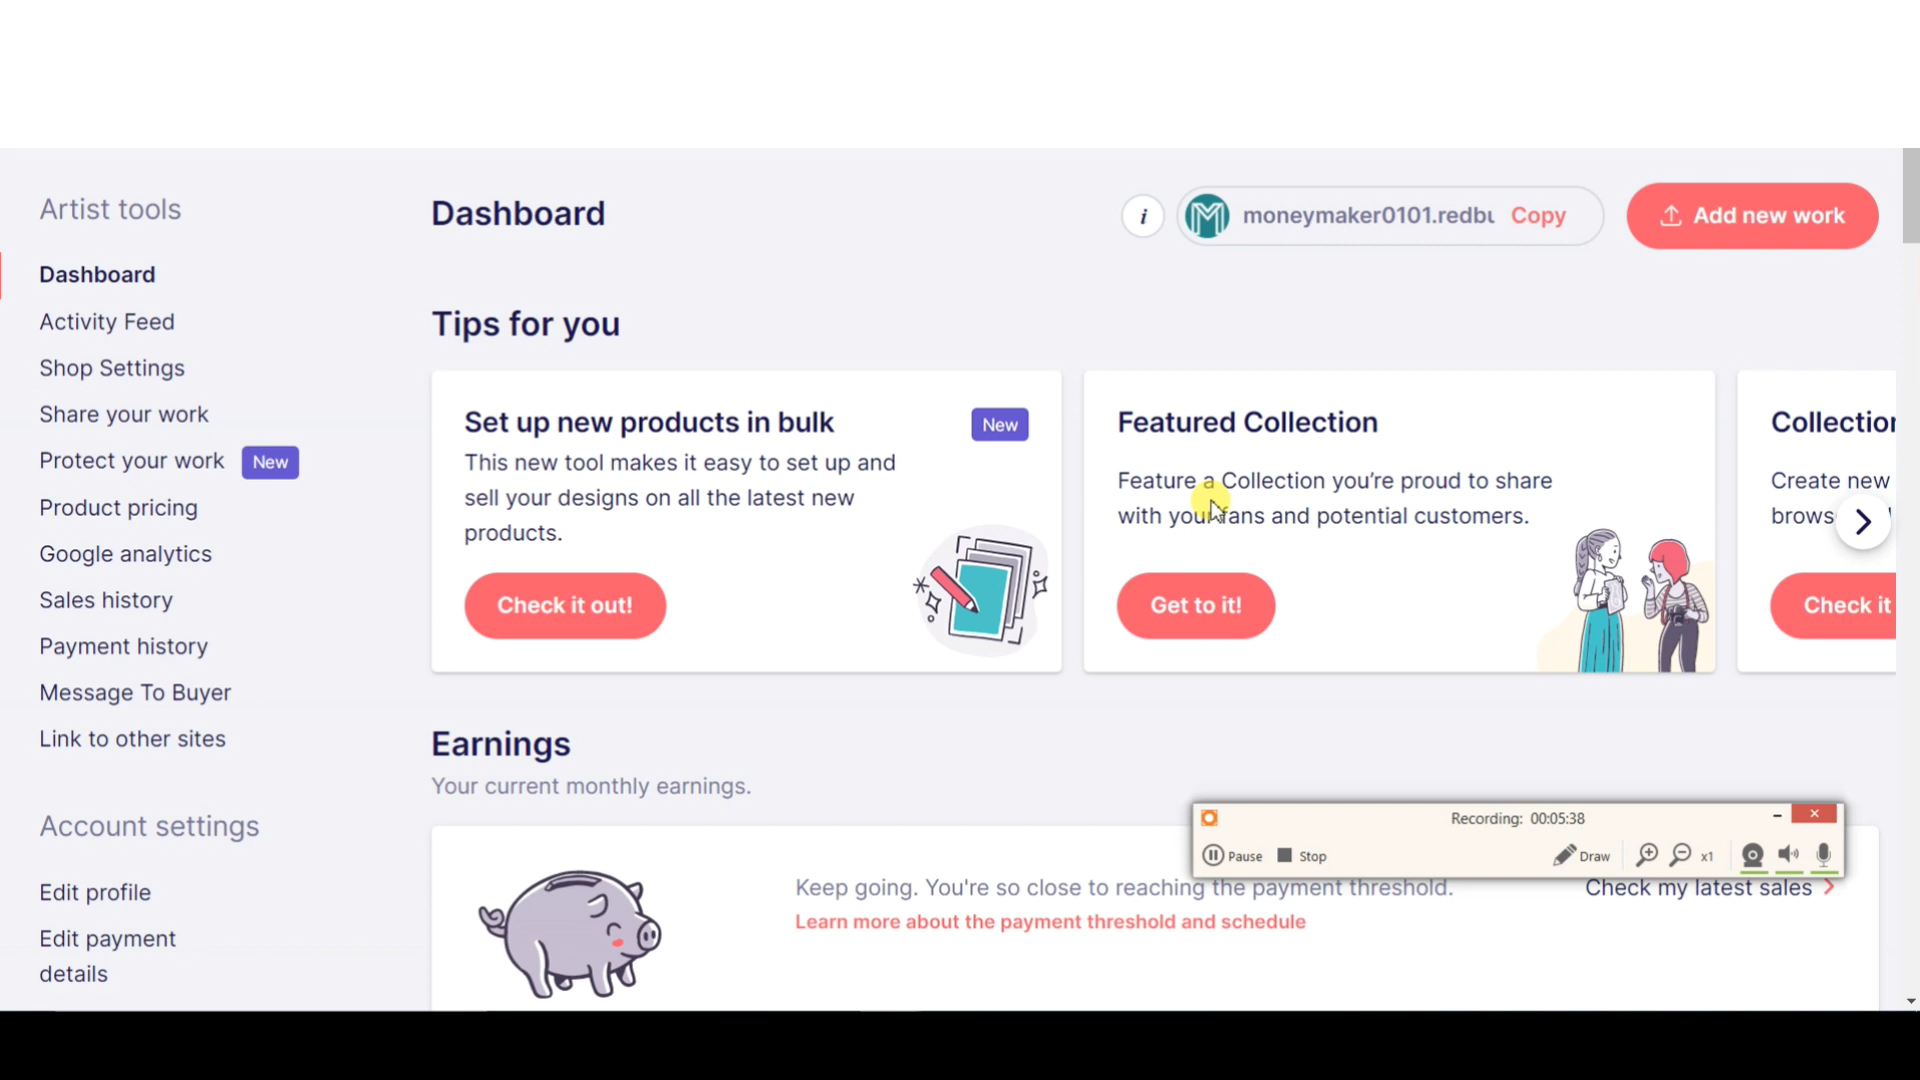 Artist tools
Dashboard
Activity Feed
Shop Settings
Share your work
Protect your work New
Product pricing
Google analytics
Sales history
Payment history
Message To Buyer
Link to other sites
Account settings
Edit profile
Edit payment
details
Dashboard
i
moneymaker0101.redbu Copy
Add new work
Tips for you
Set up new products in bulk New
This new tool makes it easy to set up and
sell your designs on all the latest new
products.
Check it out!
Featured Collection
Feature a Collection you're proud to share
with your fans and potential customers.
Get to it!
Collection
Create new
brows
Check it
Earnings
Your current monthly earnings.
Keep going. You're so close to reaching the payment threshold.
Learn more about the payment threshold and schedule
Check my latest sales
Recording: 00:05:38
Pause Stop Draw x1